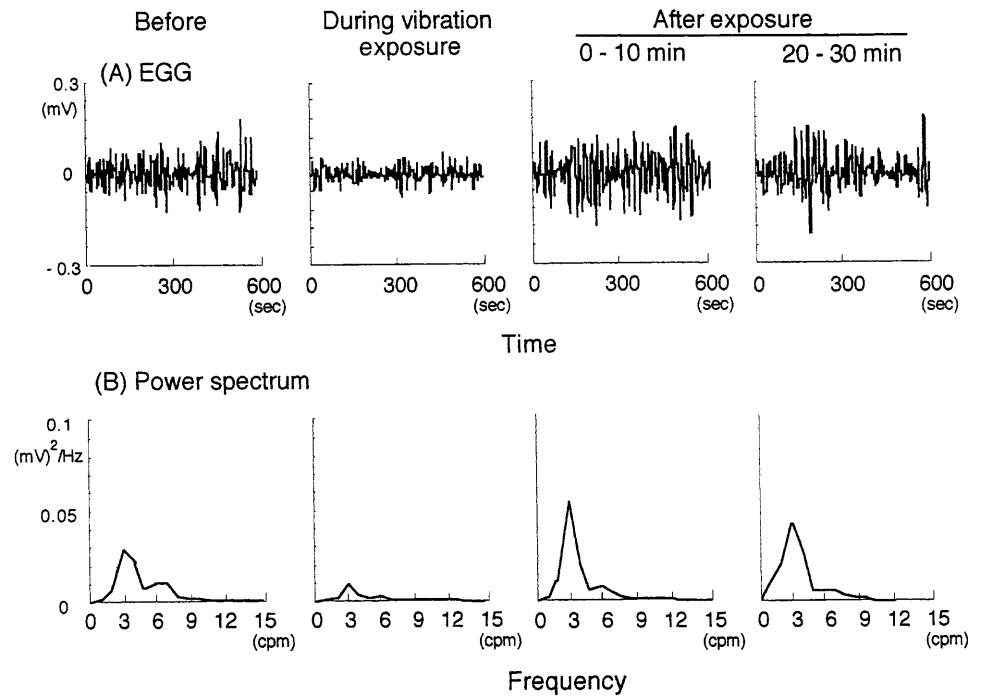 Before
During vibration
exposure
After exposure
0 - 10 min
20 - 30 min
(A) EGG
0.3
(mV)
0
- 0.3
0 300 600
(sec)
0 300 600
(sec)
0 300 600
(sec)
0 300 600
(sec)
Time
(B) Power spectrum
0.1
(mV)²/Hz
0.05
0
0 3 6 9 12 15
(cpm)
0 3 6 9 12 15
(cpm)
0 3 6 9 12 15
(cpm)
0 3 6 9 12 15
(cpm)
Frequency